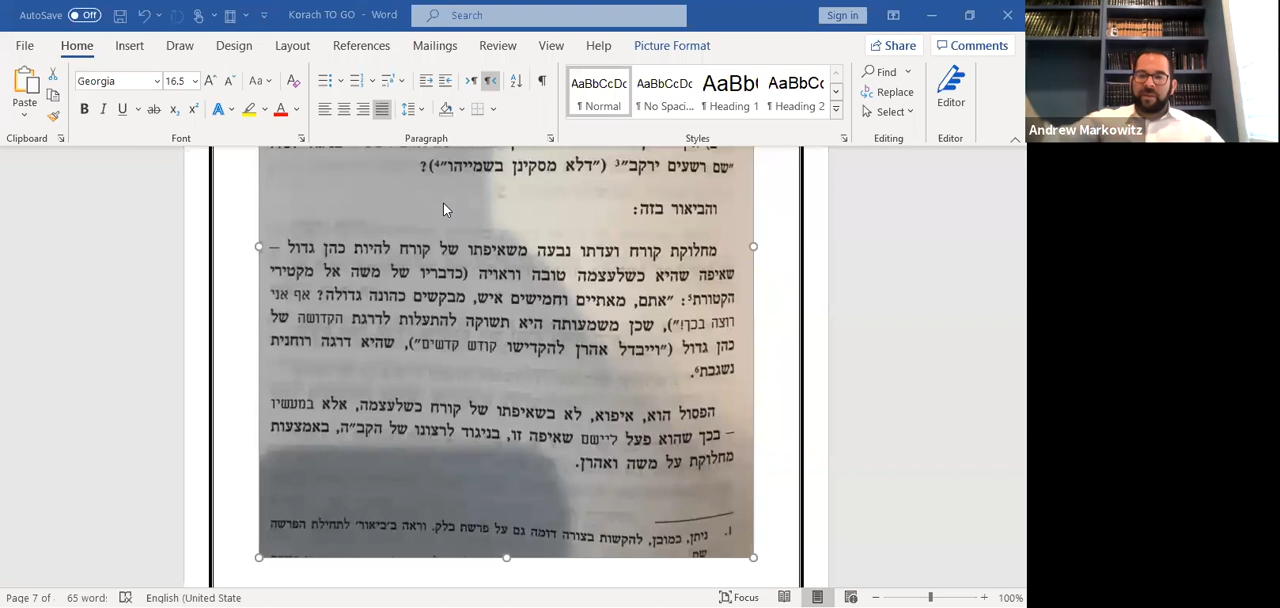 AutoSave Off
Korach TO GO - Word
Search
Sign in
File Home Insert Draw Design Layout References Mailings Review View Help Picture Format
Share Comments
Paste
Georgia 16.5
AaBbCcDc AaBbCcDc AaBbC AaBbCc
¶ Normal ¶ No Spaci... Heading 1 Heading 2
Find
Replace
Select
Editor
Clipboard Font Paragraph Styles Editing Editor
Andrew Markowitz
"שם רשעים ירקב"3 ("דלא מסקינן בשמייהו"4)?
והביאור בזה:
מחלוקת קורח ועדתו נבעה משאיפתו של קורח להיות כהן גדול –
שאיפה שהיא כשלעצמה טובה וראויה (כדבריו של משה אל מקטירי
הקטורת5: "אתם, מאתיים וחמישים איש, מבקשים כהונה גדולה? אף אני
רוצה בכך!"), שכן משמעותה היא תשוקה להתעלות לדרגת הקדושה של
כהן גדול ("וייבדל אהרן להקדישו קודש קדשים"), שהיא דרגה רוחנית
נשגבת6.
הפסול הוא, איפוא, לא בשאיפתו של קורח כשלעצמה, אלא במעשיו
– בכך שהוא פעל ליישם שאיפה זו, בניגוד לרצונו של הקב"ה, באמצעות
מחלוקת על משה ואהרן.
1. ניתן, כמובן, להקשות בצורה דומה גם על פרשת בלק. וראה ב'ביאור' לתחילת הפרשה
שם
Page 7 of 65 words English (United State
Focus
100%